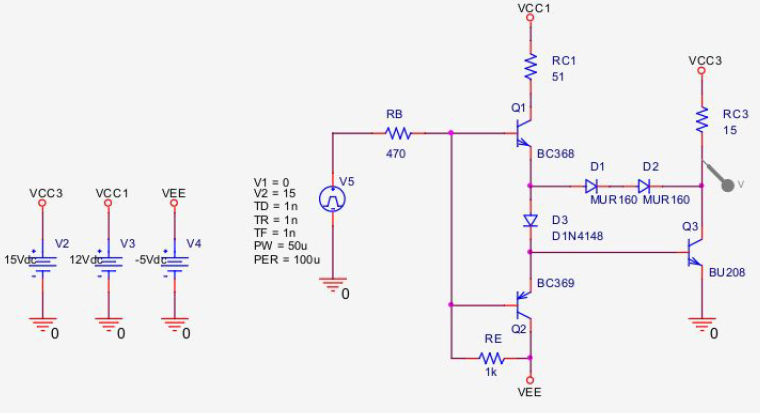 VCC1
RC1
51
VCC3
RC3
15
Q1
RB
470
BC368
V1 = 0
V2 = 15
TD = 1n
TR = 1n
TF = 1n
PW = 50u
PER = 100u
V5
D1
D2
MUR160
MUR160
V
VCC3
VCC1
VEE
D3
D1N4148
Q3
V2
V3
V4
15Vdc
12Vdc
-5Vdc
BU208
BC369
0
Q2
0
0
0
0
RE
1k
VEE